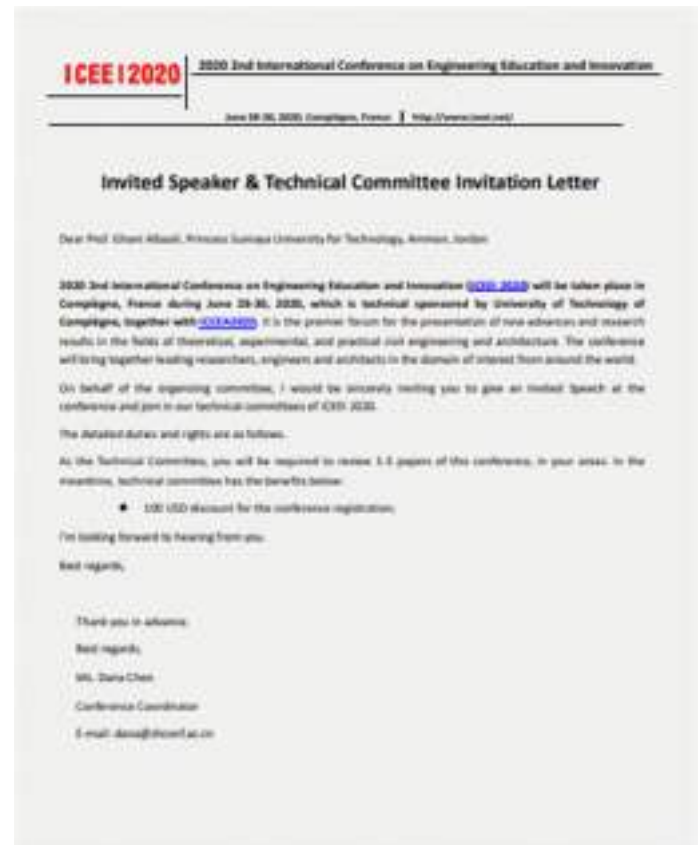 ICEEI2020
2020 2nd International Conference on Engineering Education and Innovation
June 28-30, 2020, Compiègne, France |
Invited Speaker & Technical Committee Invitation Letter
Dear Prof. Princess Sumaya University for Technology, Amman, Jordan
2020 2nd International Conference on Engineering Education and Innovation (ICEEI 2020) will be taken place in
Compiègne, France during June 28-30, 2020, which is technical sponsored by University of Technology of
Compiègne, together with It is the premier forum for the presentation of new advances and research
results in the fields of theoretical, experimental, and practical civil engineering and architecture. The conference
will bring together leading researchers, engineers and architects in the domain of interest from around the world.
On behalf of the organizing committee, I would be sincerely inviting you to give an Invited Speech at the
conference and join in our technical committees of ICEEI 2020.
The detailed duties and rights are as follows.
As the Technical Committee, you will be required to review papers of this conference, in your areas. In the
meantime, technical committee has the benefits below:
● 100 USD discount for the conference registration;
I'm looking forward to hearing from you.
Best regards,
Thank you in advance.
Best regards,
Ms. Dana Chen
Conference Coordinator
E-mail: